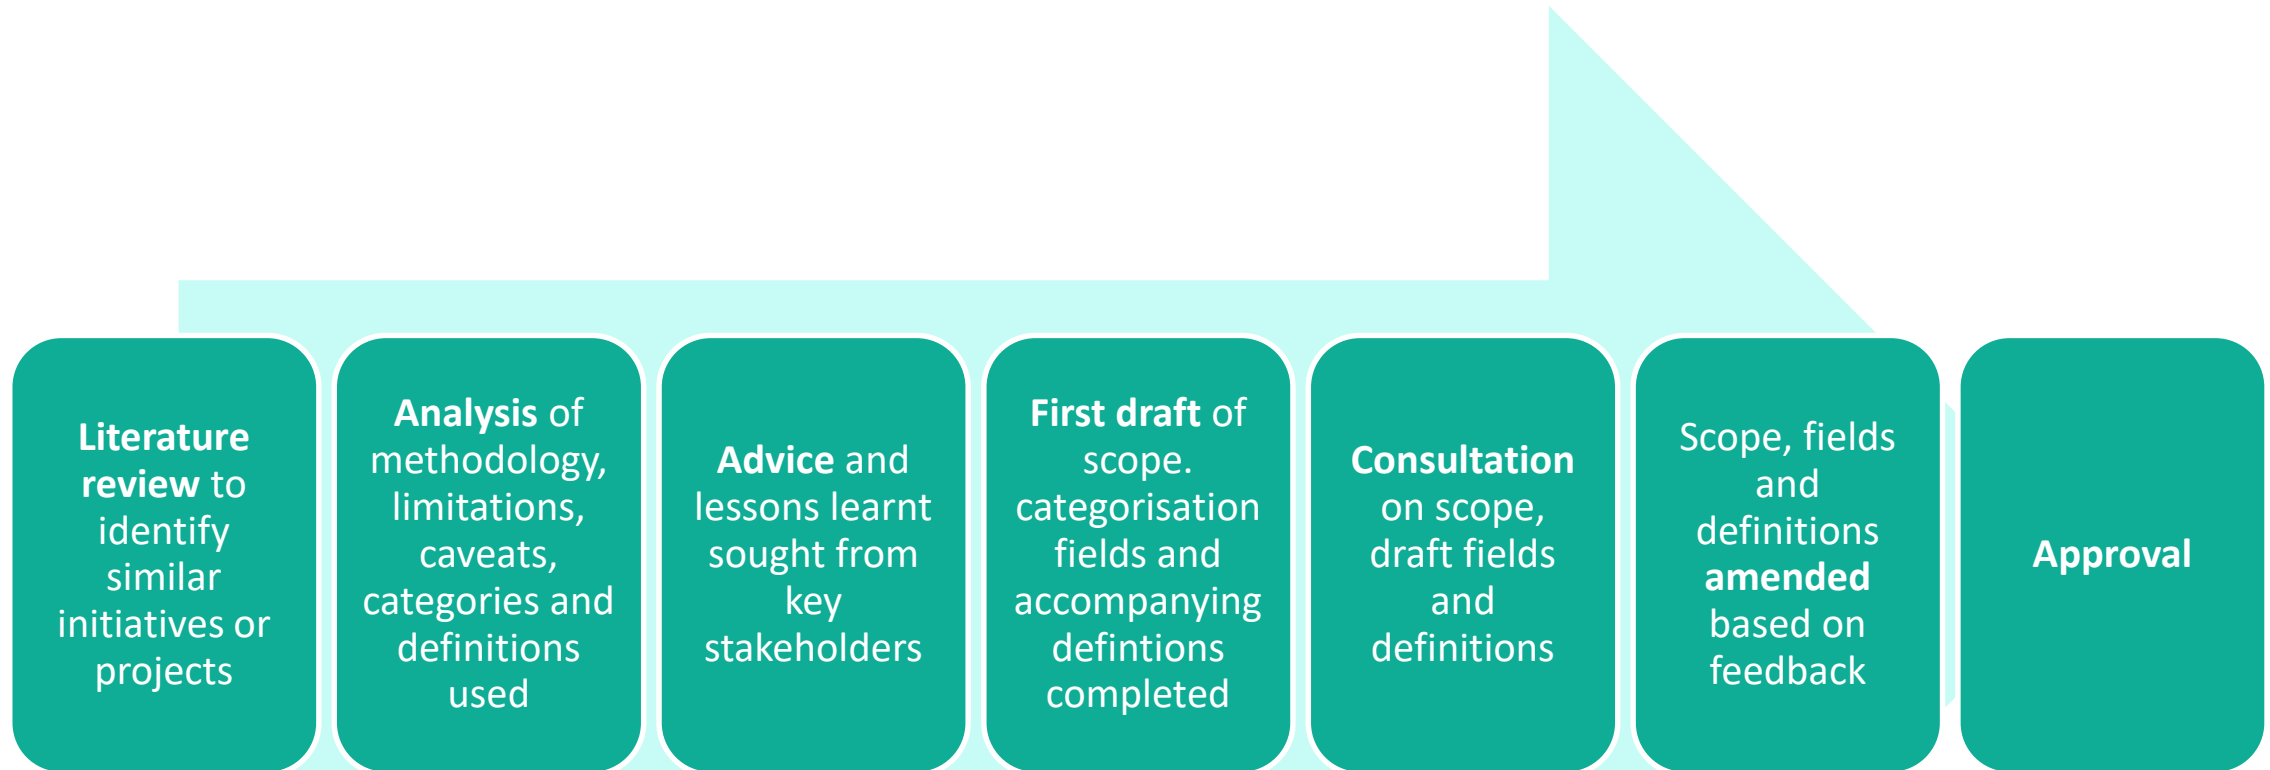 Literature
review to
identify
similar
initiatives or
projects
Analysis of
methodology,
limitations,
caveats,
categories and
definitions
used
Advice and
lessons learnt
sought from
key
stakeholders
First draft of
scope.
categorisation
fields and
accompanying
defintions
completed
Consultation
on scope,
draft fields
and
definitions
Scope, fields
and
definitions
amended
based on
feedback
Approval